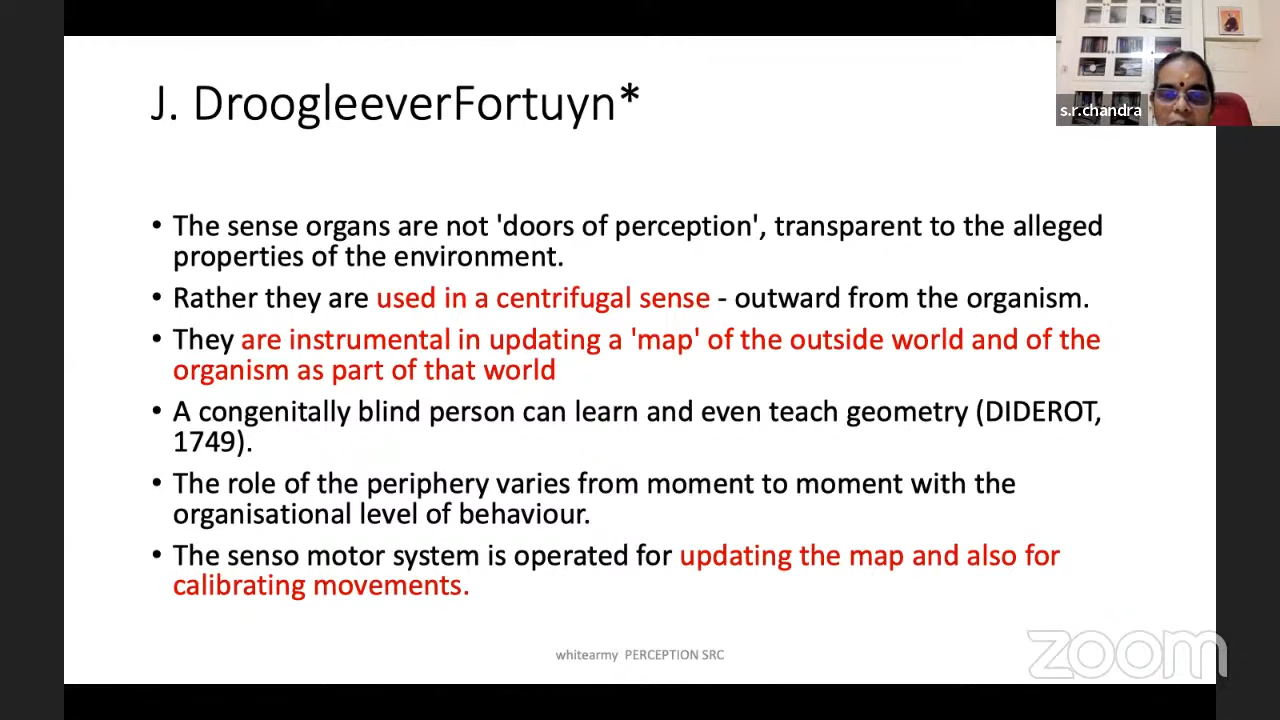 J. DroogleeverFortuyn*
s.r.chandra
• The sense organs are not 'doors of perception', transparent to the alleged
properties of the environment.
• Rather they are used in a centrifugal sense - outward from the organism.
• They are instrumental in updating a 'map' of the outside world and of the
organism as part of that world
• A congenitally blind person can learn and even teach geometry (DIDEROT,
1749).
• The role of the periphery varies from moment to moment with the
organisational level of behaviour.
• The senso motor system is operated for updating the map and also for
calibrating movements.
whitearmy PERCEPTION SRC
zoom